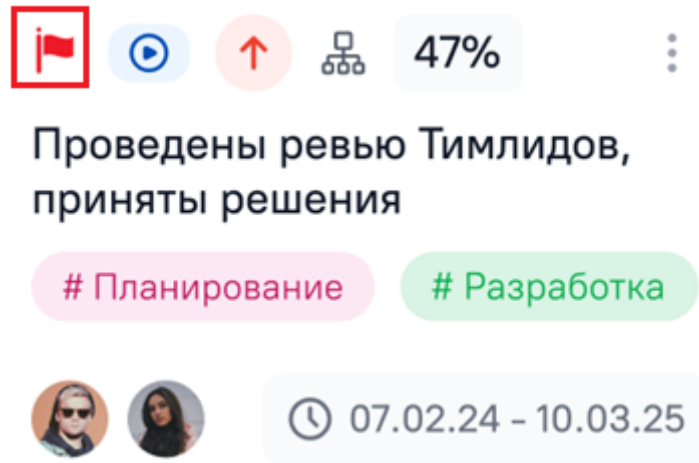 47%
Проведены ревью Тимлидов,
приняты решения
# Планирование # Разработка
07.02.24 - 10.03.25